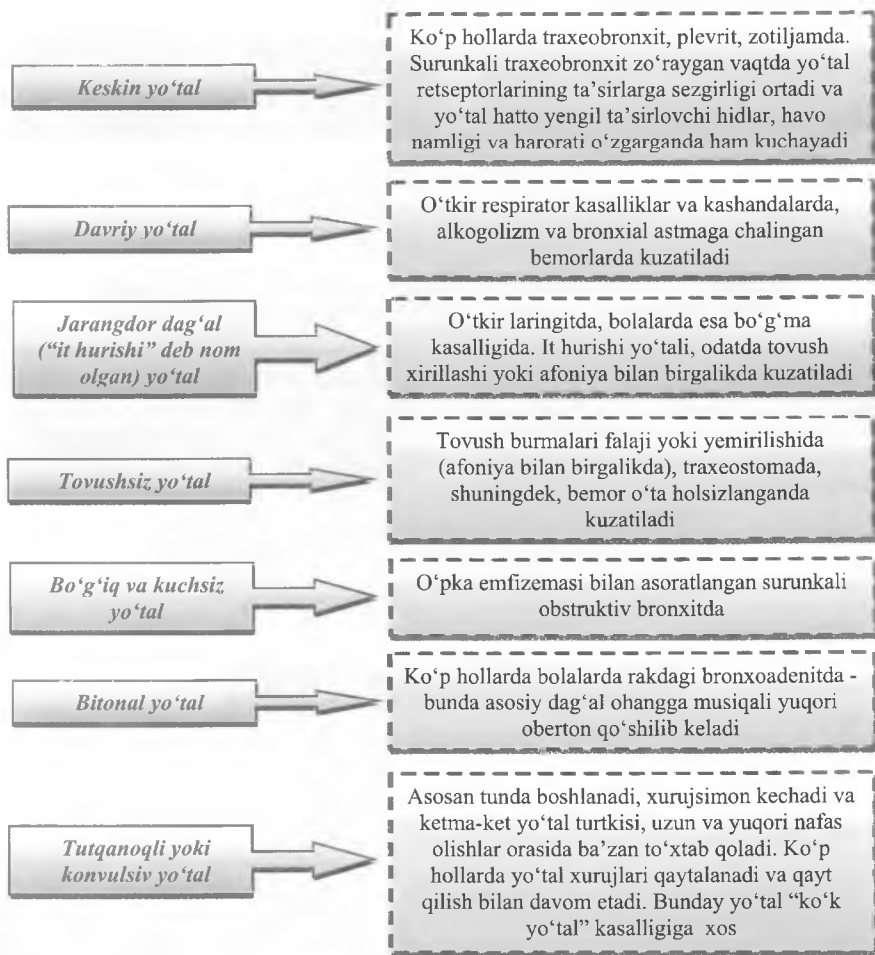 Keskin yo‘tal
Ko‘p hollarda traxeobronxit, plevrit, zotiljamda.
Surunkali traxeobronxit zo‘raygan vaqtda yo‘tal
retseptorlarining ta’sirlarga sezgirligi ortadi va
yo‘tal hatto yengil ta’sirlovchi hidlar, havo
namligi va harorati o‘zgarganda ham kuchayadi
Davriy yo‘tal
O‘tkir respirator kasalliklar va kashandalarda,
alkogolizm va bronxial astmaga chalingan
bemorlarda kuzatiladi
Jarangdor dag‘al
(“it hurishi” deb nom
olgan) yo‘tal
O‘tkir laringitda, bolalarda esa bo‘g‘ma
kasalligida. It hurishi yo‘tali, odatda tovush
xirillashi yoki afoniya bilan birgalikda kuzatiladi
Tovushsiz yo‘tal
Tovush burmalari falaji yoki yemirilishida
(afoniya bilan birgalikda), traxeostomada,
shuningdek, bemor o‘ta holsizlanganda
kuzatiladi
Bo‘g‘iq va kuchsiz
yo‘tal
O‘pka emfizemasi bilan asoratlangan surunkali
obstruktiv bronxitda
Bitonal yo‘tal
Ko‘p hollarda bolalarda rakdagi bronxoadenitda -
bunda asosiy dag‘al ohangga musiqali yuqori
oberton qo‘shilib keladi
Tutqanoqli yoki
konvulsiv yo‘tal
Asosan tunda boshlanadi, xurujsimon kechadi va
ketma-ket yo‘tal turtkisi, uzun va yuqori nafas
olishlar orasida ba’zan to‘xtab qoladi. Ko‘p
hollarda yo‘tal xurujlari qaytalanadi va qayt
qilish bilan davom etadi. Bunday yo‘tal “ko‘k
yo‘tal” kasalligiga xos